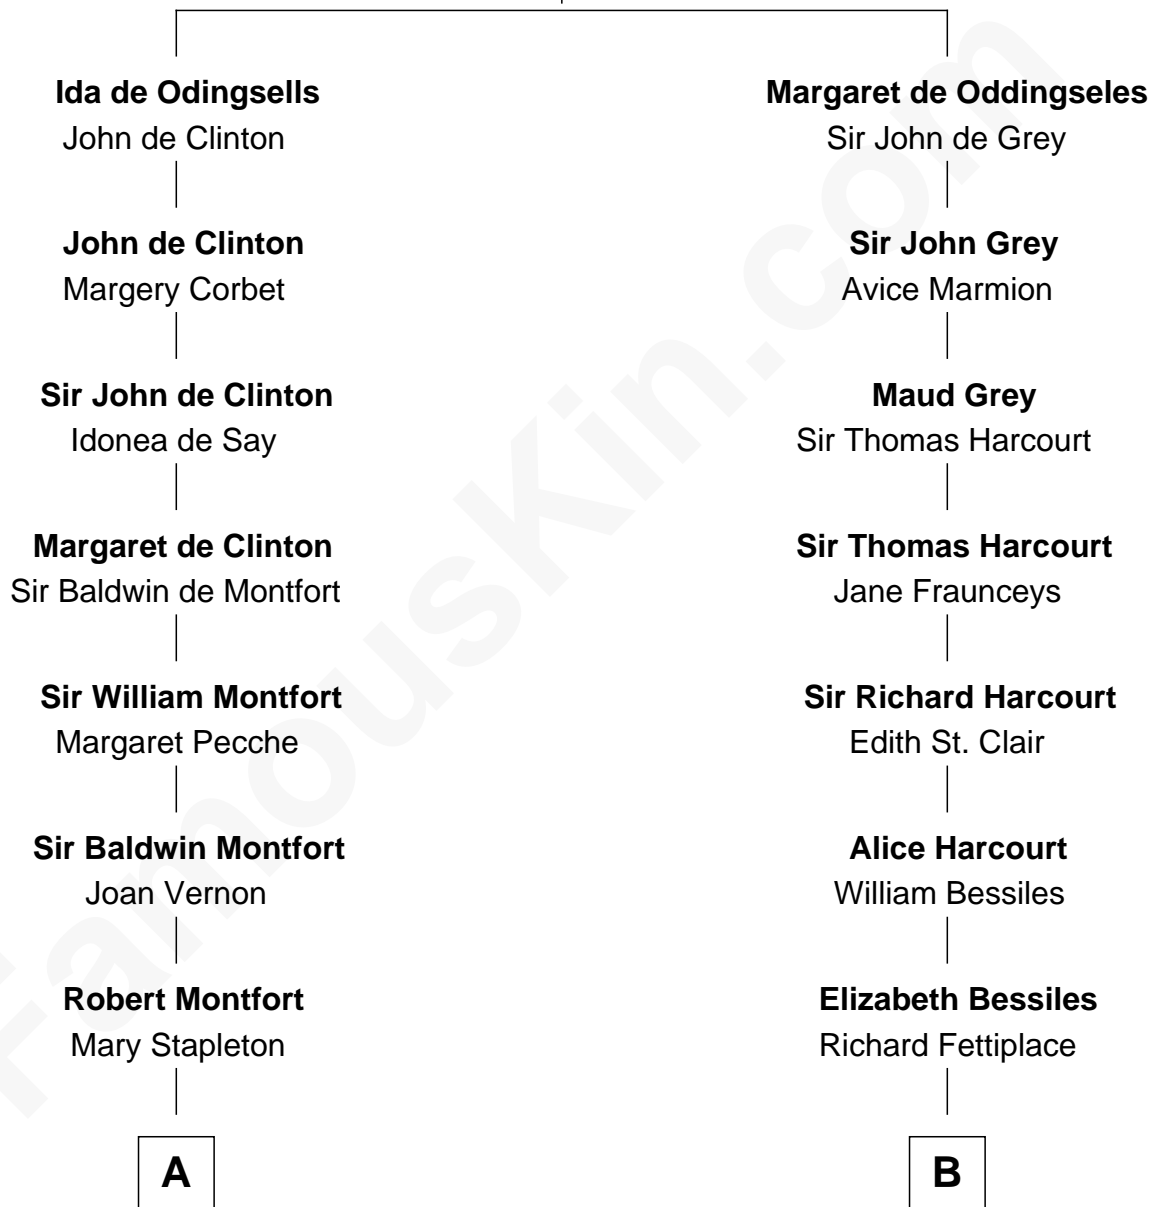 Ida de Odingsells
John de Clinton
John de Clinton
Margery Corbet
Sir John de Clinton
Idonea de Say
Margaret de Clinton
Sir Baldwin de Montfort
Sir William Montfort
Margaret Pecche
Sir Baldwin Montfort
Joan Vernon
Robert Montfort
Mary Stapleton
A
Margaret de Oddingseles
Sir John de Grey
Sir John Grey
Avice Marmion
Maud Grey
Sir Thomas Harcourt
Sir Thomas Harcourt
Jane Fraunceys
Sir Richard Harcourt
Edith St. Clair
Alice Harcourt
William Bessiles
Elizabeth Bessiles
Richard Fettiplace
B
FamousKin.com